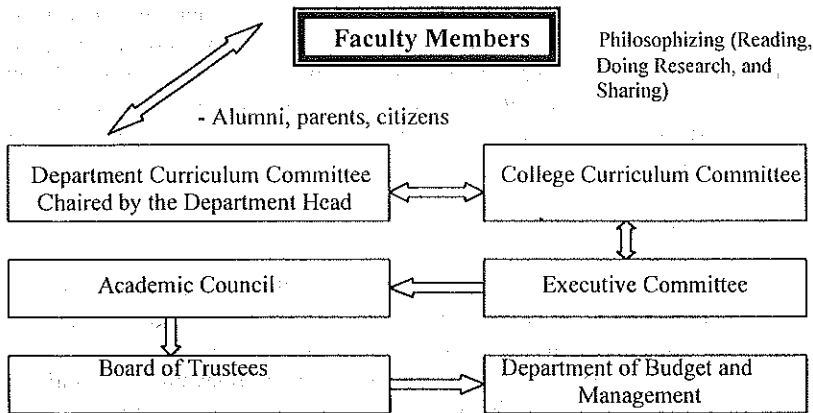 Faculty Members
Philosophizing (Reading,
Doing Research, and
Sharing)
- Alumni, parents, citizens
Department Curriculum Committee
Chaired by the Department Head
College Curriculum Committee
Academic Council
Executive Committee
Board of Trustees
Department of Budget and
Management